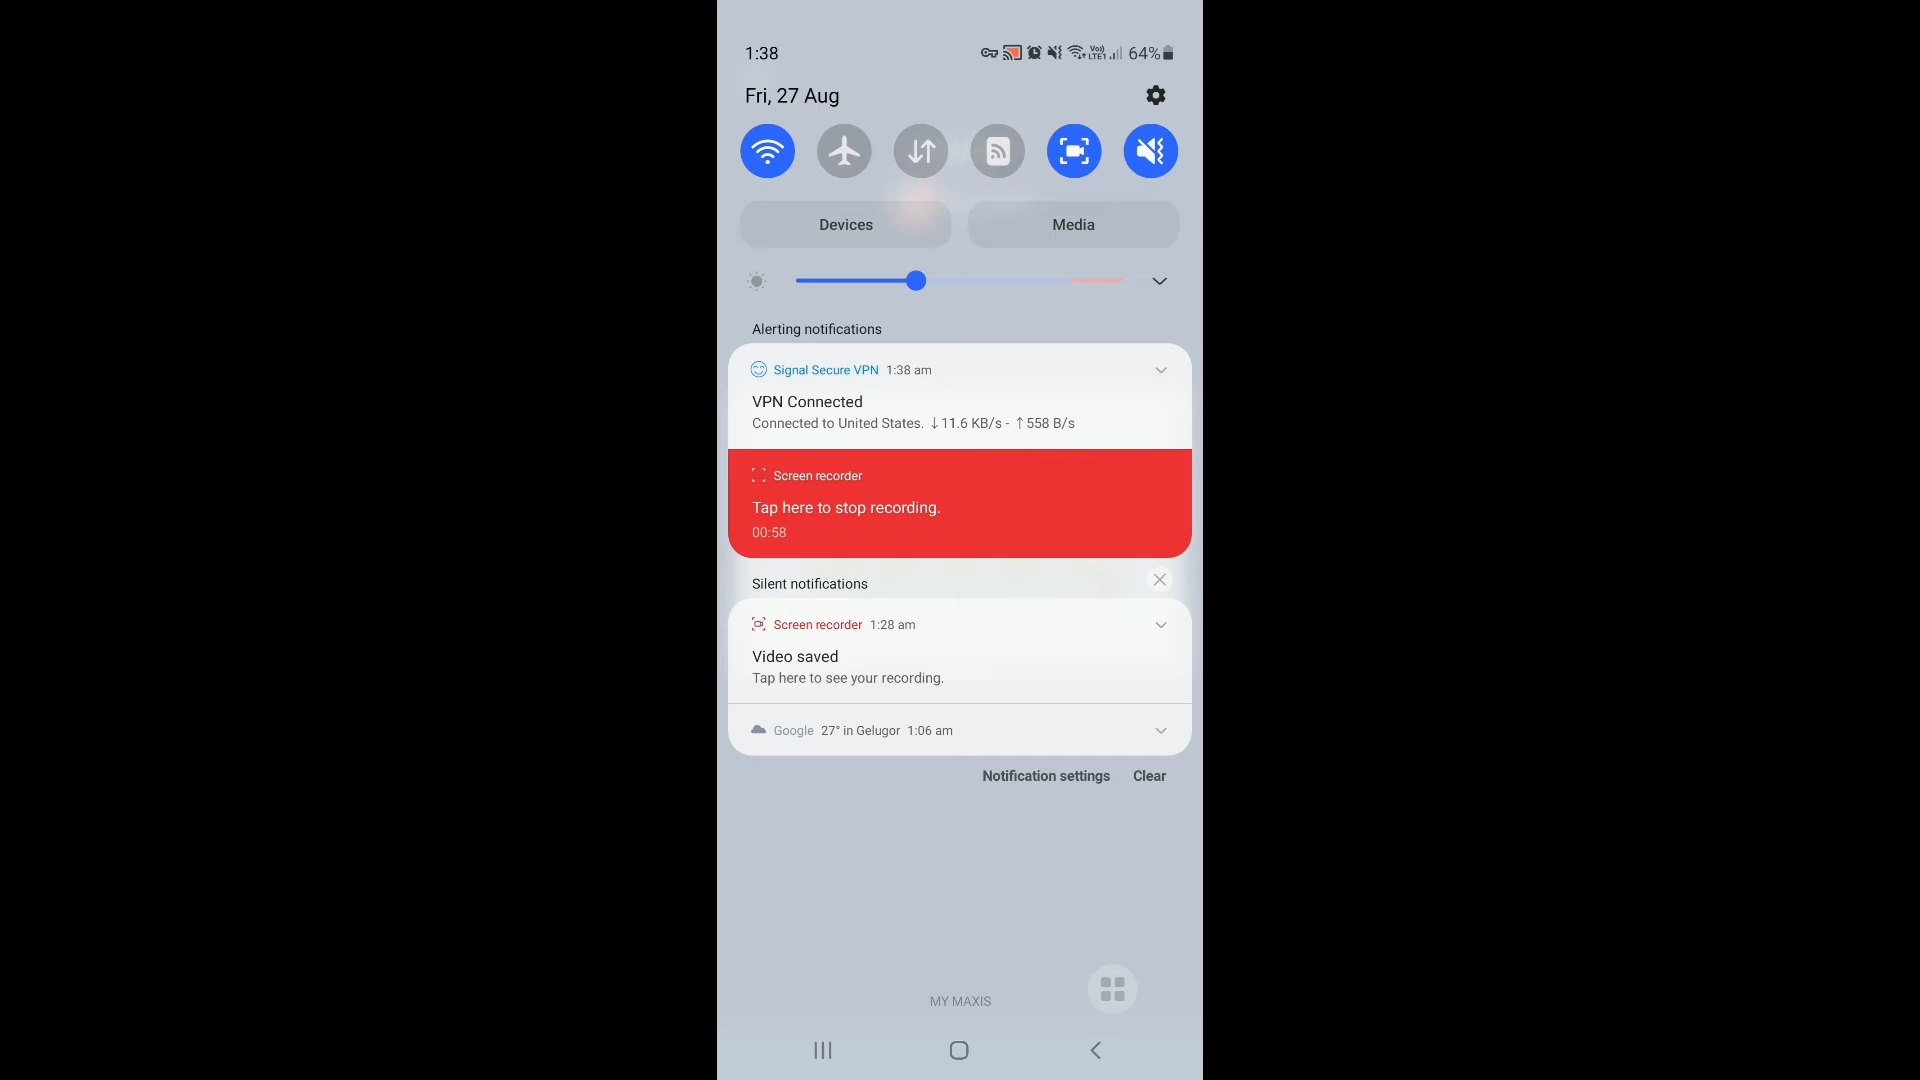 1:38
Vo))
LTE1
64%
Fri, 27 Aug
Devices
Media
Alerting notifications
Signal Secure VPN 1:38 am
VPN Connected
Connected to United States. ↓11.6 KB/s - ↑558 B/s
Screen recorder
Tap here to stop recording.
00:58
Silent notifications
Screen recorder 1:28 am
Video saved
Tap here to see your recording.
Google 27° in Gelugor 1:06 am
Notification settings
Clear
MY MAXIS